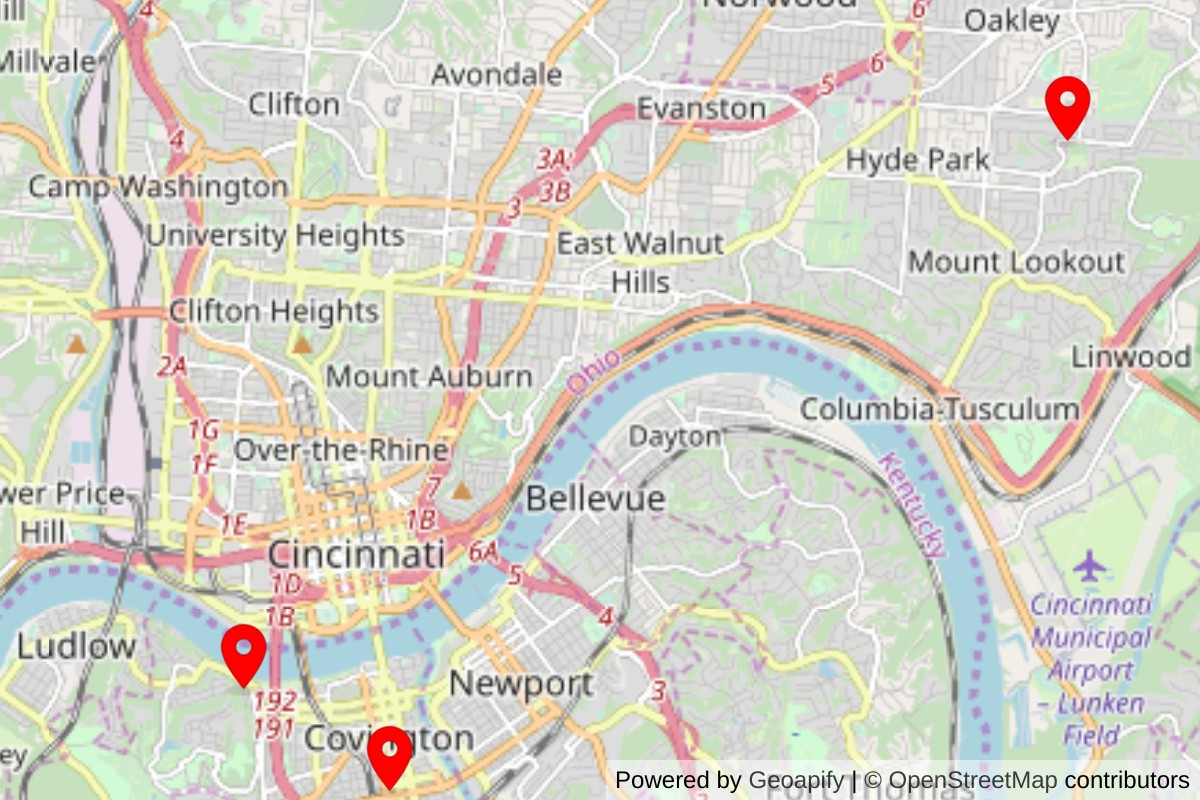 4
6
Norwood
Oakley
Millvale
Avondale
6
5
Clifton
Evanston
4
3A;
3B
Hyde Park
Camp Washington
3
University Heights
East Walnut
Hills
Mount Lookout
Clifton Heights
Ohio
2A
Mount Auburn
Linwood
Columbia-Tusculum
1G
Dayton
Over-the-Rhine
1F
Kentucky
7
wer Price
Hill
Bellevue
1E
1B
Cincinnati
6A
5
1D
1B
4
Cincinnati
Municipal
Airport
– Lunken
Field
Ludlow
Newport
3
192
191
Covington
ey
Powered by Geoapify | © OpenStreetMap contributors
Fort Thomas